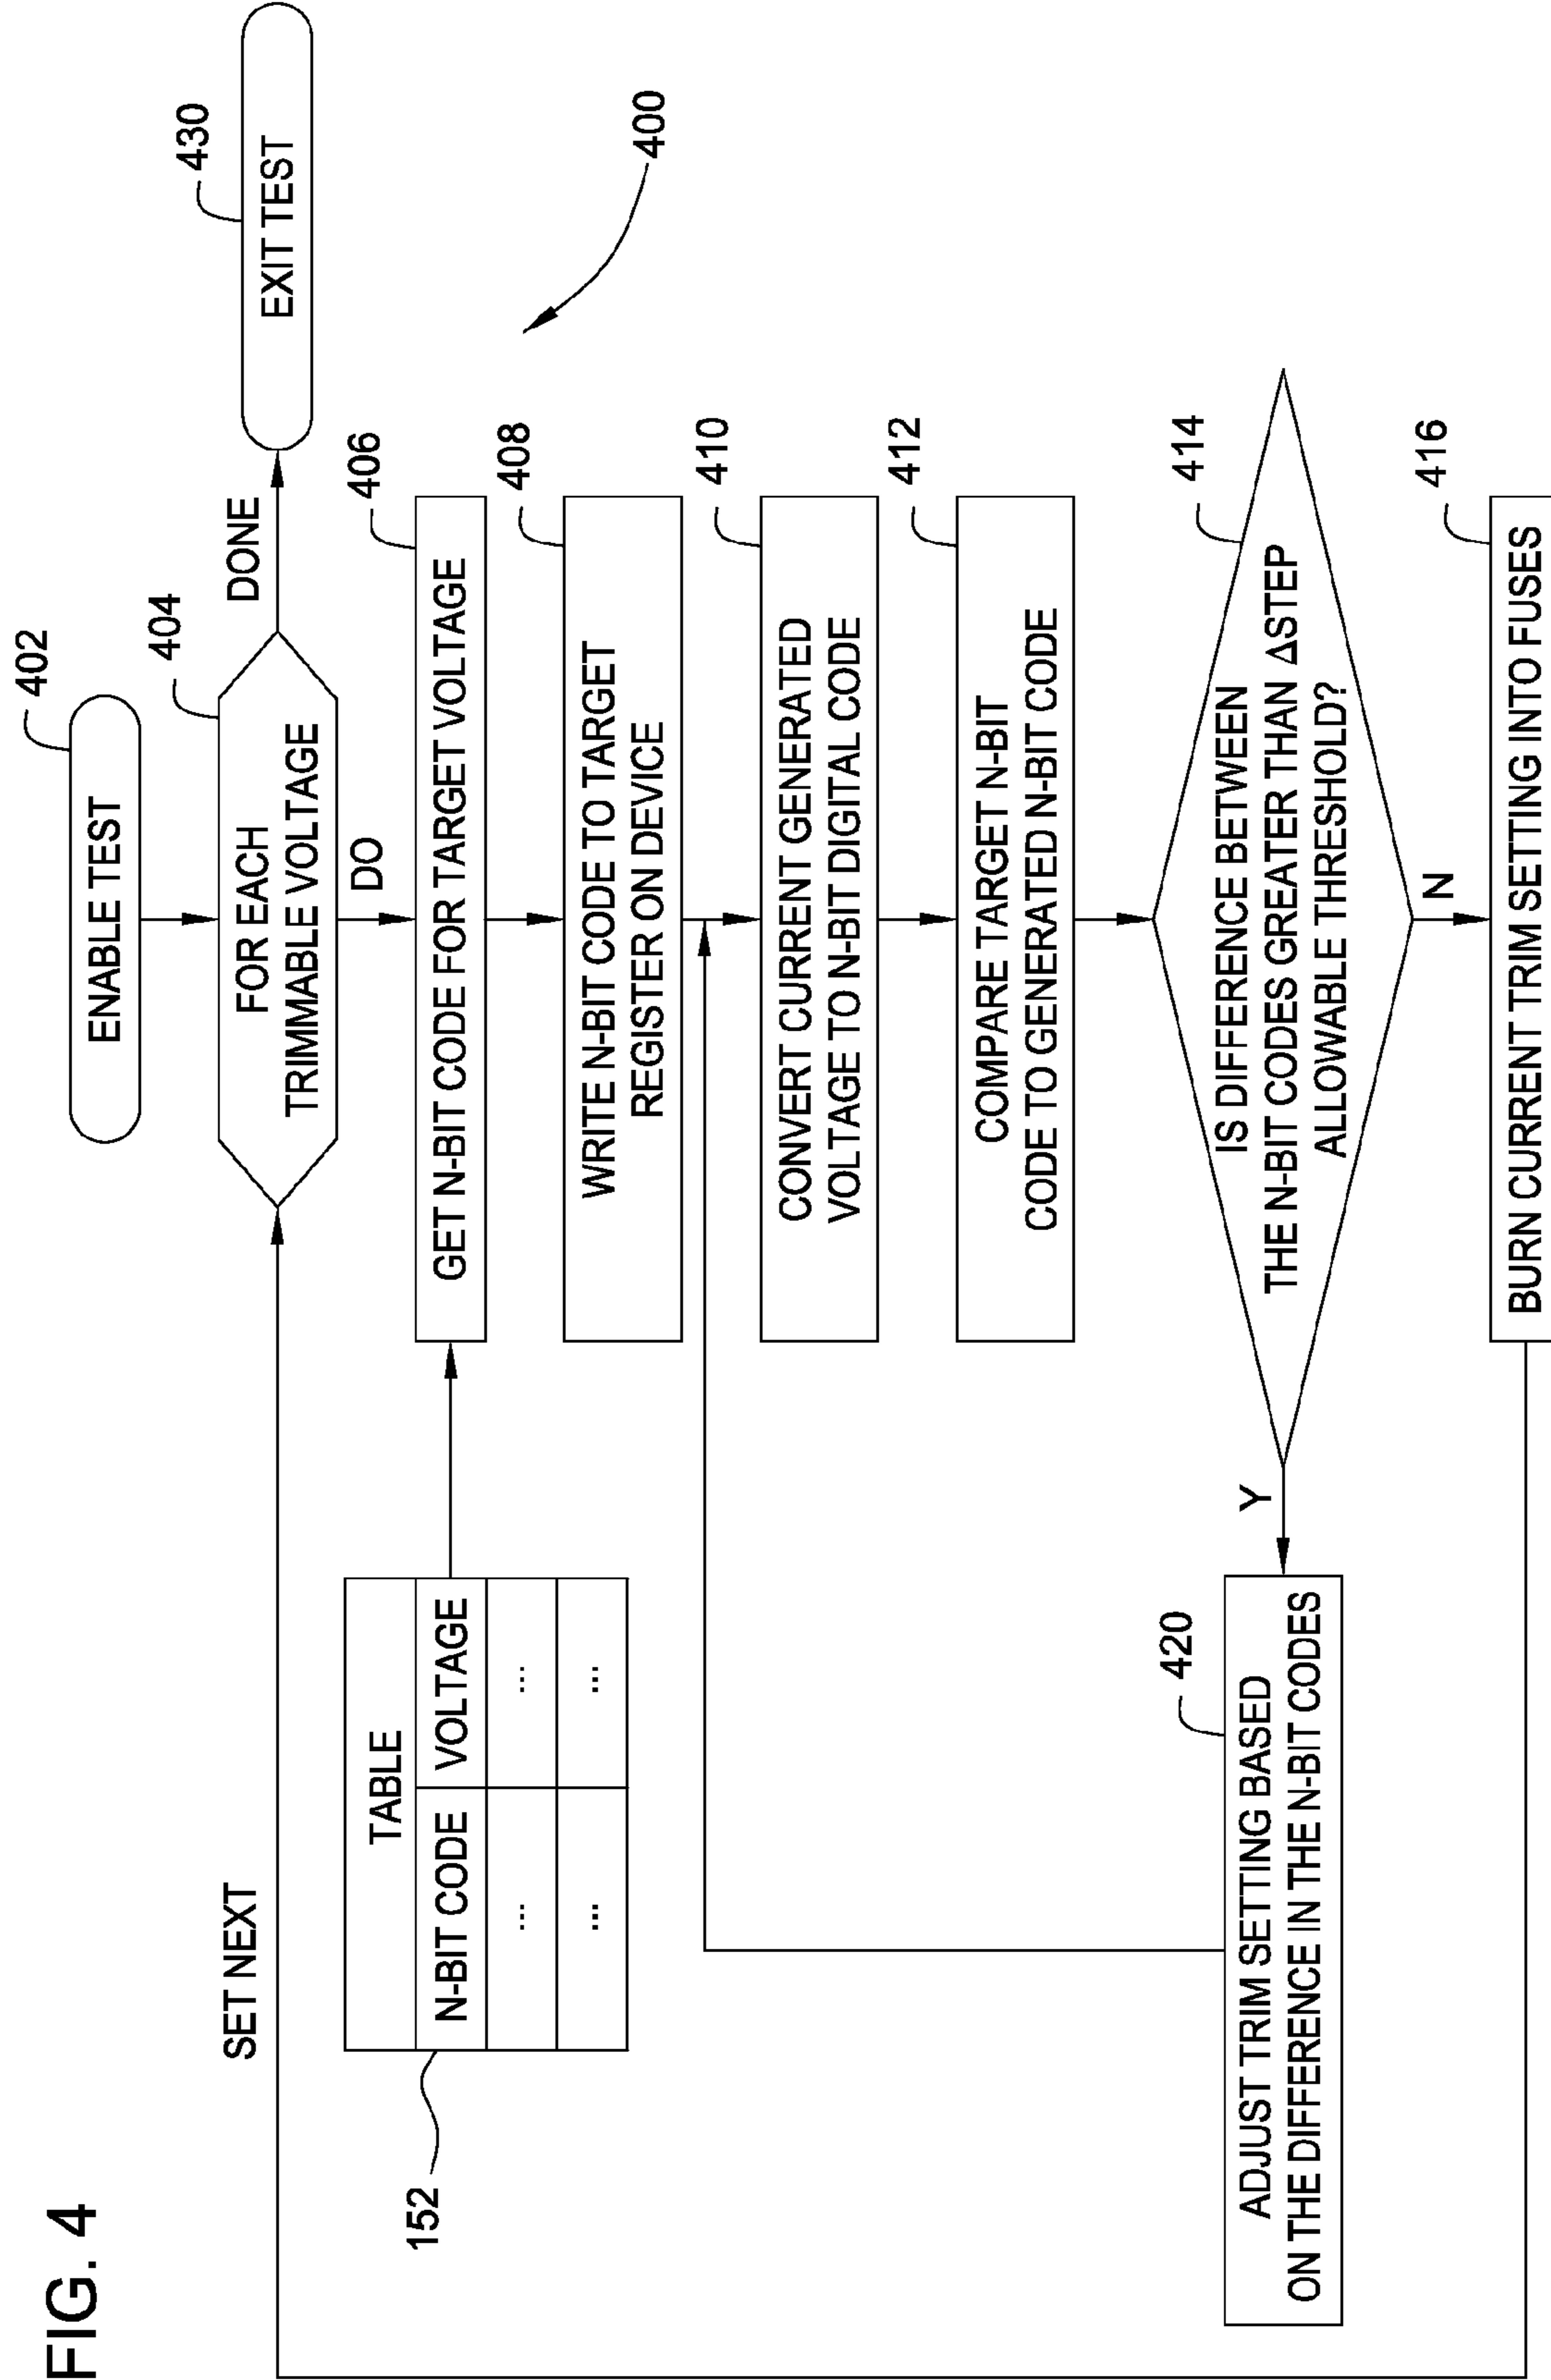 FIG. 4
402
ENABLE TEST
404
FOR EACH
TRIMMABLE VOLTAGE
SET NEXT
DONE
430
EXIT TEST
DO
406
GET N-BIT CODE FOR TARGET VOLTAGE
TABLE
N-BIT CODE
VOLTAGE
...
...
...
...
152
408
WRITE N-BIT CODE TO TARGET
REGISTER ON DEVICE
400
410
CONVERT CURRENT GENERATED
VOLTAGE TO N-BIT DIGITAL CODE
412
COMPARE TARGET N-BIT
CODE TO GENERATED N-BIT CODE
414
IS DIFFERENCE BETWEEN
THE N-BIT CODES GREATER THAN ΔSTEP
ALLOWABLE THRESHOLD?
Y
420
ADJUST TRIM SETTING BASED
ON THE DIFFERENCE IN THE N-BIT CODES
N
416
BURN CURRENT TRIM SETTING INTO FUSES